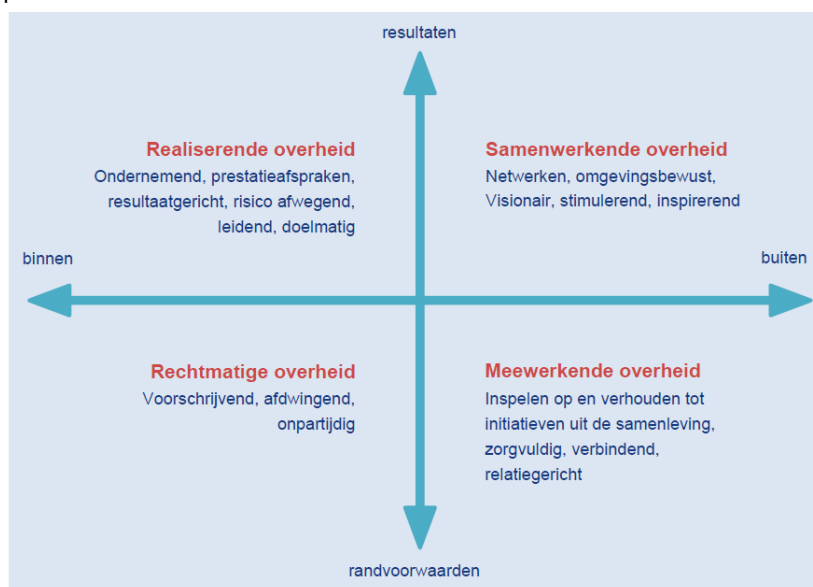 resultaten
Realiserende overheid
Ondernemend, prestatieafspraken,
resultaatgericht, risico afwegend,
leidend, doelmatig
Samenwerkende overheid
Netwerken, omgevingsbewust,
Visionair, stimulerend, inspirerend
binnen
buiten
Rechtmatige overheid
Voorschrijvend, afdwingend,
onpartijdig
Meewerkende overheid
Inspelen op en verhouden tot
initiatieven uit de samenleving,
zorgvuldig, verbindend,
relatiegericht
randvoorwaarden